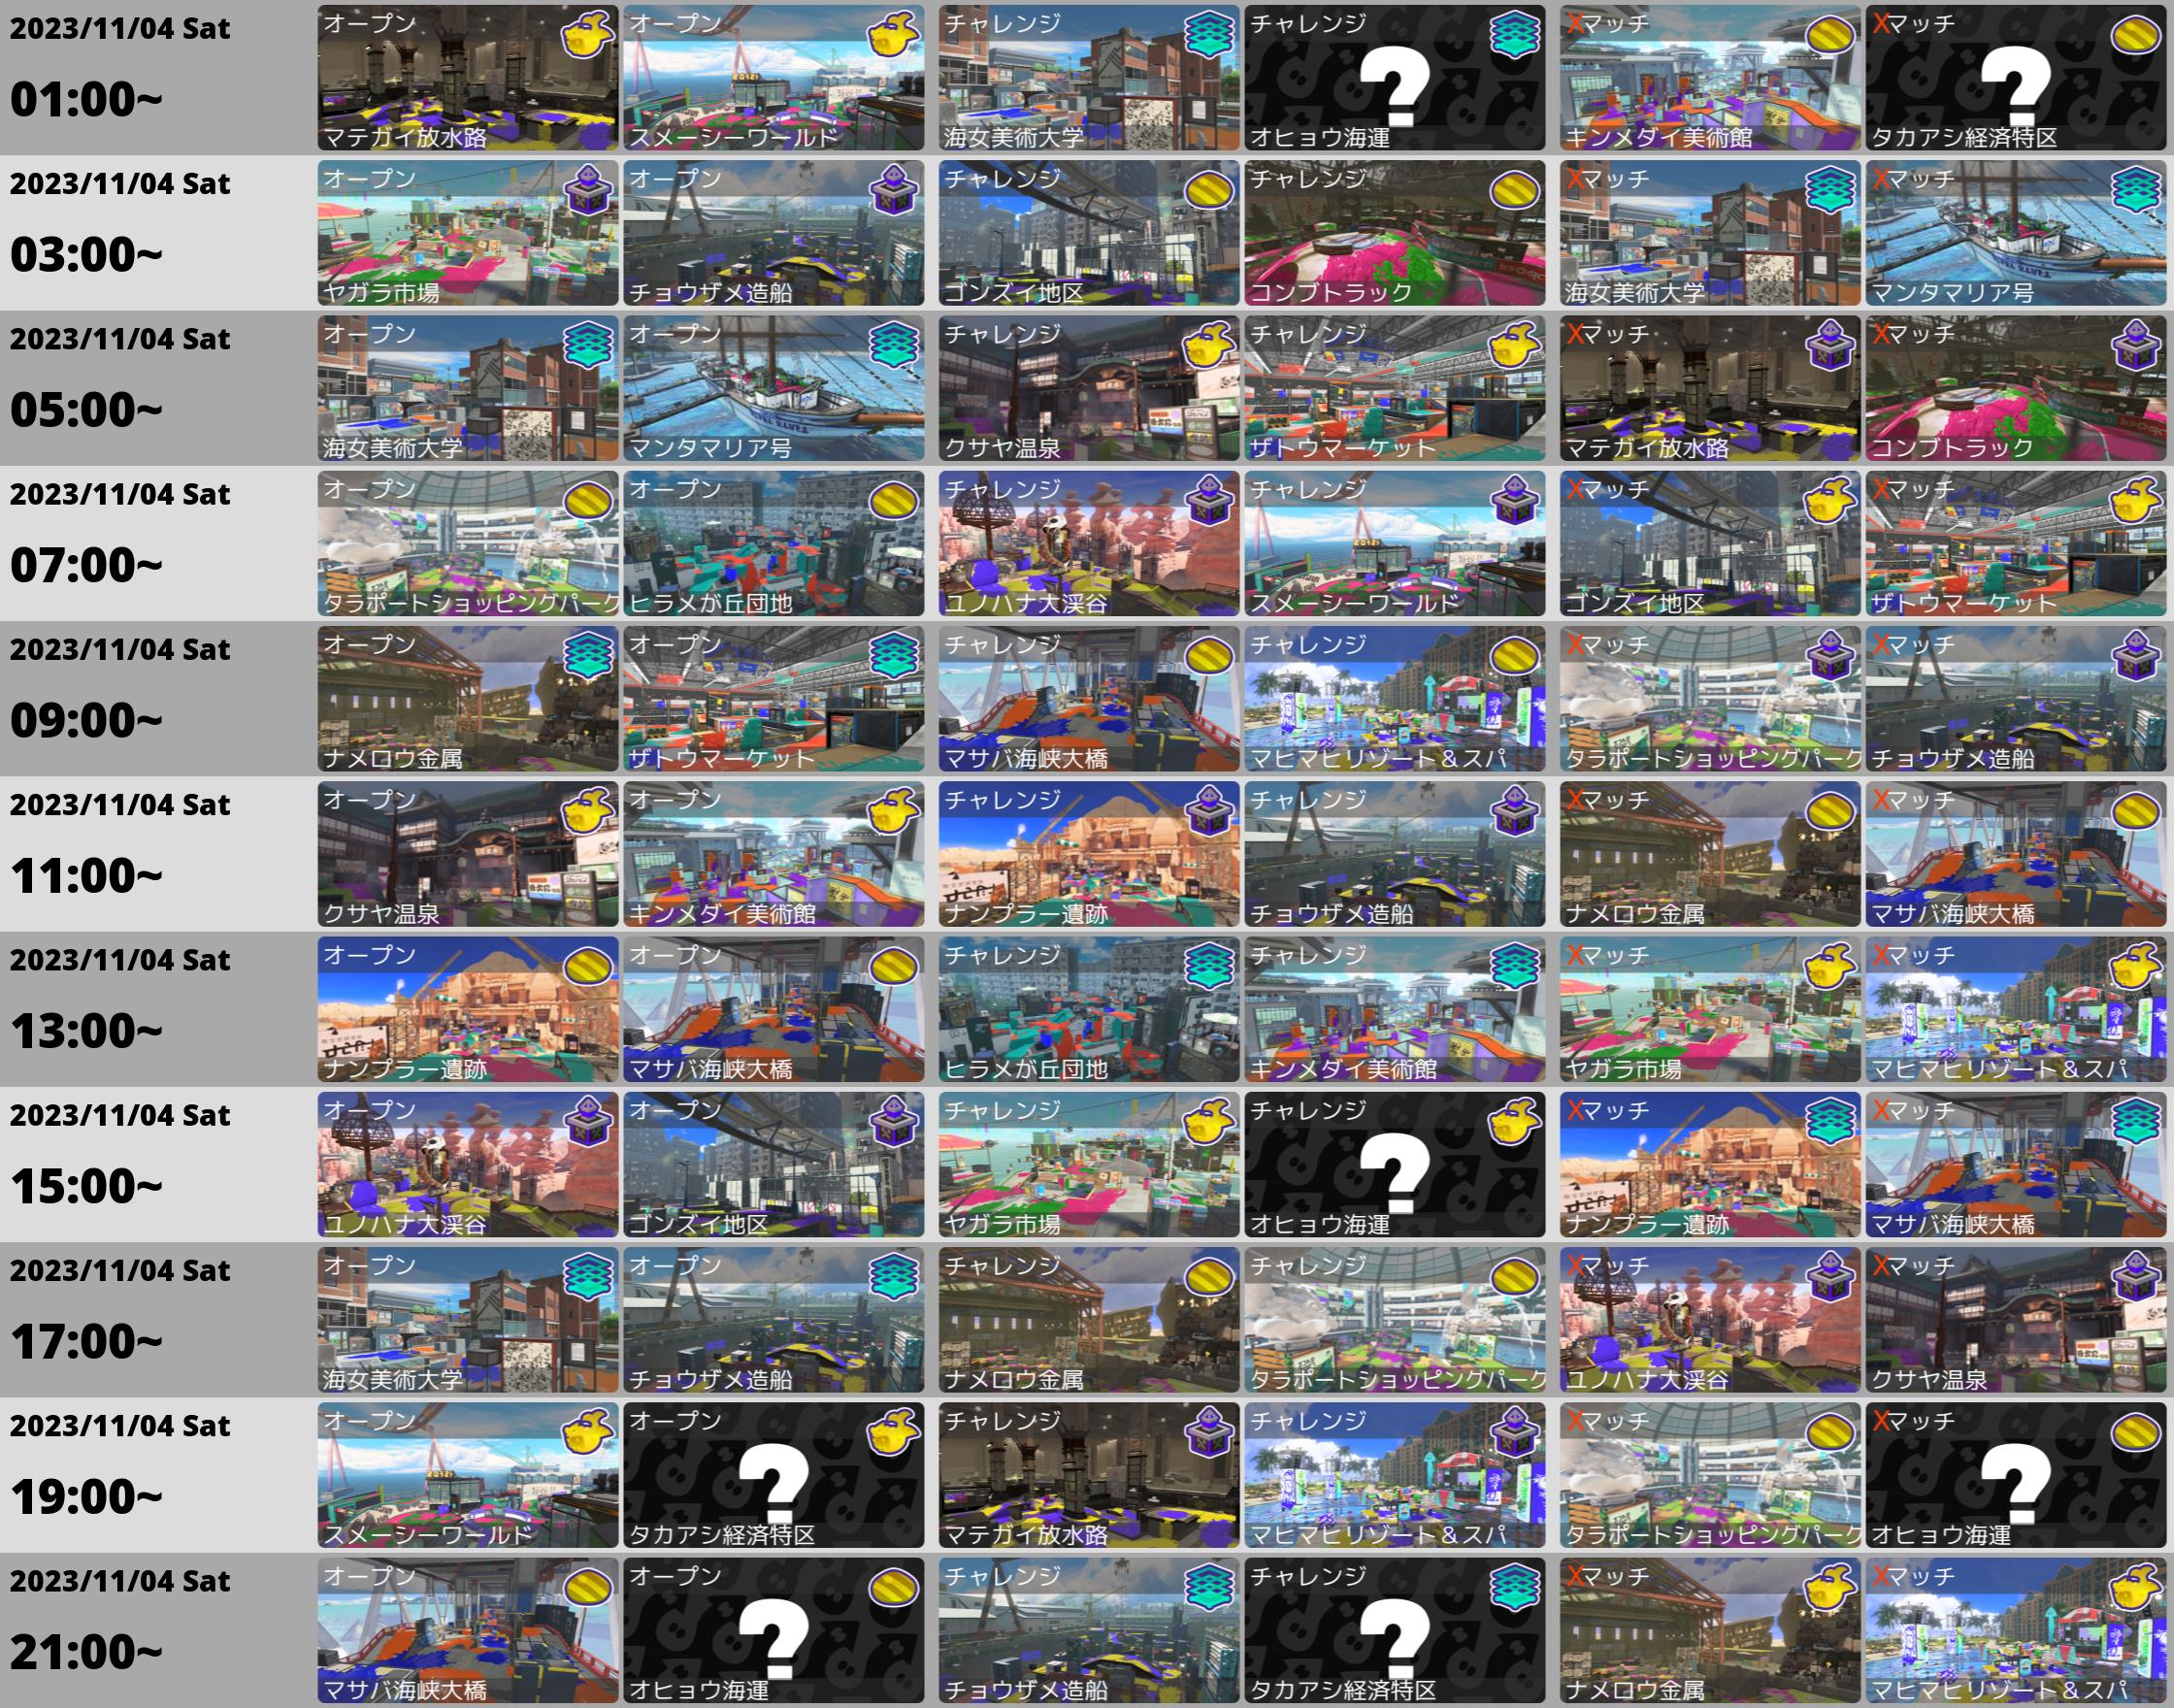 2023/11/04 Sat
01:00~
オープン
マテガイ放水路
オープン
スメーシーワールド
チャレンジ
海女美術大学
チャレンジ
オヒョウ海運
Xマッチ
キンメダイ美術館
Xマッチ
タカアシ経済特区
2023/11/04 Sat
03:00~
オープン
ヤガラ市場
オープン
チョウザメ造船
チャレンジ
ゴンズイ地区
チャレンジ
コンブトラック
Xマッチ
海女美術大学
Xマッチ
マンタマリア号
2023/11/04 Sat
05:00~
オープン
海女美術大学
オープン
マンタマリア号
チャレンジ
クサヤ温泉
チャレンジ
ザトウマーケット
Xマッチ
マテガイ放水路
Xマッチ
コンブトラック
2023/11/04 Sat
07:00~
オープン
タラポートショッピングパーク
オープン
ヒラメが丘団地
チャレンジ
ユノハナ大渓谷
チャレンジ
スメーシーワールド
Xマッチ
ゴンズイ地区
Xマッチ
ザトウマーケット
2023/11/04 Sat
09:00~
オープン
ナメロウ金属
オープン
ザトウマーケット
チャレンジ
マサバ海峡大橋
チャレンジ
マヒマヒリゾート&スパ
Xマッチ
タラポートショッピングパーク
Xマッチ
チョウザメ造船
2023/11/04 Sat
11:00~
オープン
クサヤ温泉
オープン
キンメダイ美術館
チャレンジ
ナンプラー遺跡
チャレンジ
チョウザメ造船
Xマッチ
ナメロウ金属
Xマッチ
マサバ海峡大橋
2023/11/04 Sat
13:00~
オープン
ナンプラー遺跡
オープン
マサバ海峡大橋
チャレンジ
ヒラメが丘団地
チャレンジ
キンメダイ美術館
Xマッチ
ヤガラ市場
Xマッチ
マヒマヒリゾート&スパ
2023/11/04 Sat
15:00~
オープン
ユノハナ大渓谷
オープン
ゴンズイ地区
チャレンジ
ヤガラ市場
チャレンジ
オヒョウ海運
Xマッチ
ナンプラー遺跡
Xマッチ
マサバ海峡大橋
2023/11/04 Sat
17:00~
オープン
海女美術大学
オープン
チョウザメ造船
チャレンジ
ナメロウ金属
チャレンジ
タラポートショッピングパーク
Xマッチ
ユノハナ大渓谷
Xマッチ
クサヤ温泉
2023/11/04 Sat
19:00~
オープン
スメーシーワールド
オープン
タカアシ経済特区
チャレンジ
マテガイ放水路
チャレンジ
マヒマヒリゾート&スパ
Xマッチ
タラポートショッピングパーク
Xマッチ
オヒョウ海運
2023/11/04 Sat
21:00~
オープン
マサバ海峡大橋
オープン
オヒョウ海運
チャレンジ
チョウザメ造船
チャレンジ
タカアシ経済特区
Xマッチ
ナメロウ金属
Xマッチ
マヒマヒリゾート&スパ